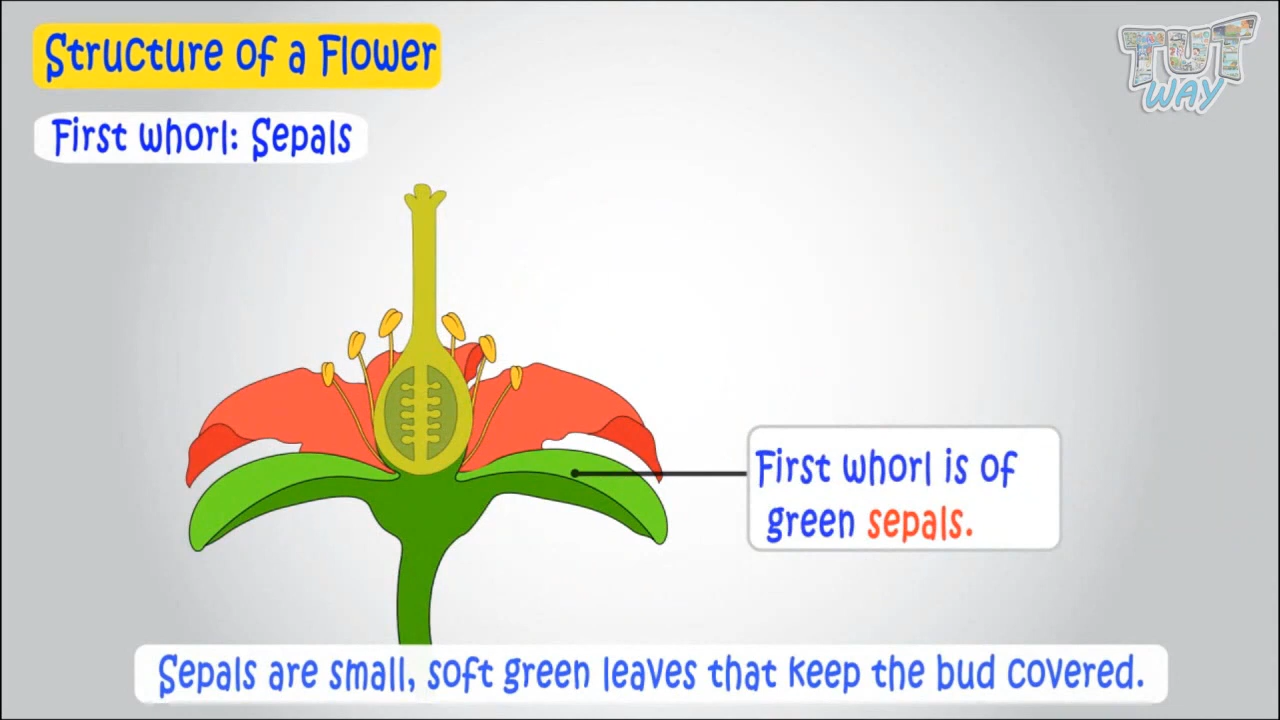 Structure of a Flower
TUT
WAY
First whorl: Sepals
First whorl is of
green sepals.
Sepals are small, soft green leaves that keep the bud covered.